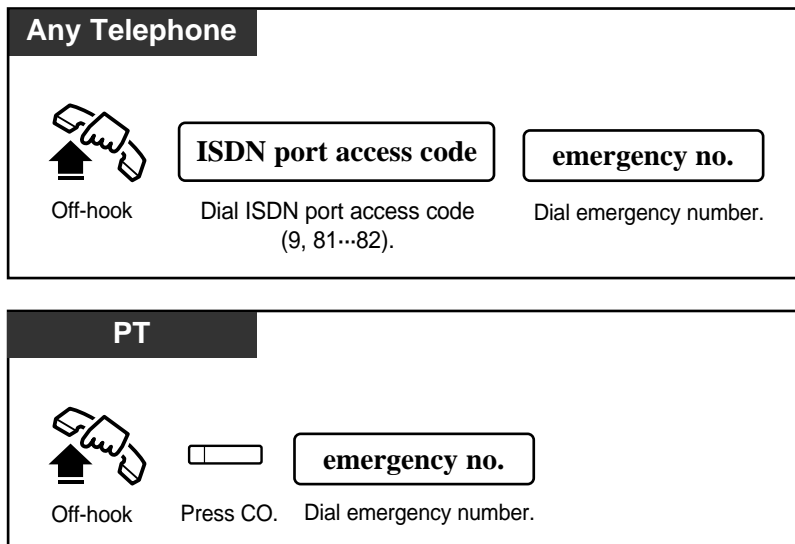 Any Telephone
ISDN port access code
emergency no.
Off-hook
Dial ISDN port access code
(9, 81···82).
Dial emergency number.
PT
emergency no.
Off-hook
Press CO.
Dial emergency number.